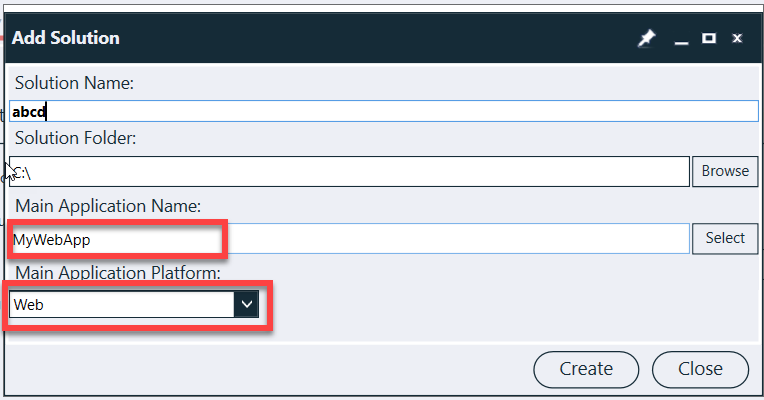 Add Solution
Solution Name:
abcd
Solution Folder:
C:\
Browse
Main Application Name:
MyWebApp
Select
Main Application Platform:
Web
Create
Close